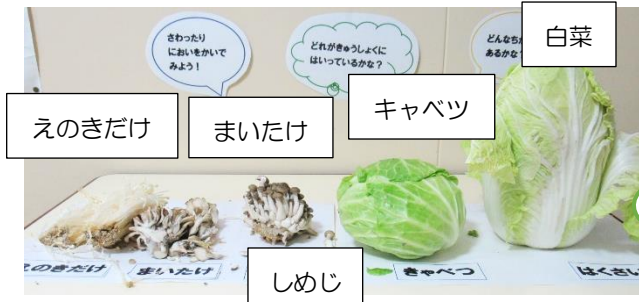 さわったり
においをかいで
みよう！
どれがきゅうしょくに
はいっているかな？
どんなち
あるかな
白菜
えのきだけ
まいたけ
キャベツ
えのきだけ
まいたけ
しめじ
きゃべつ
はくさい